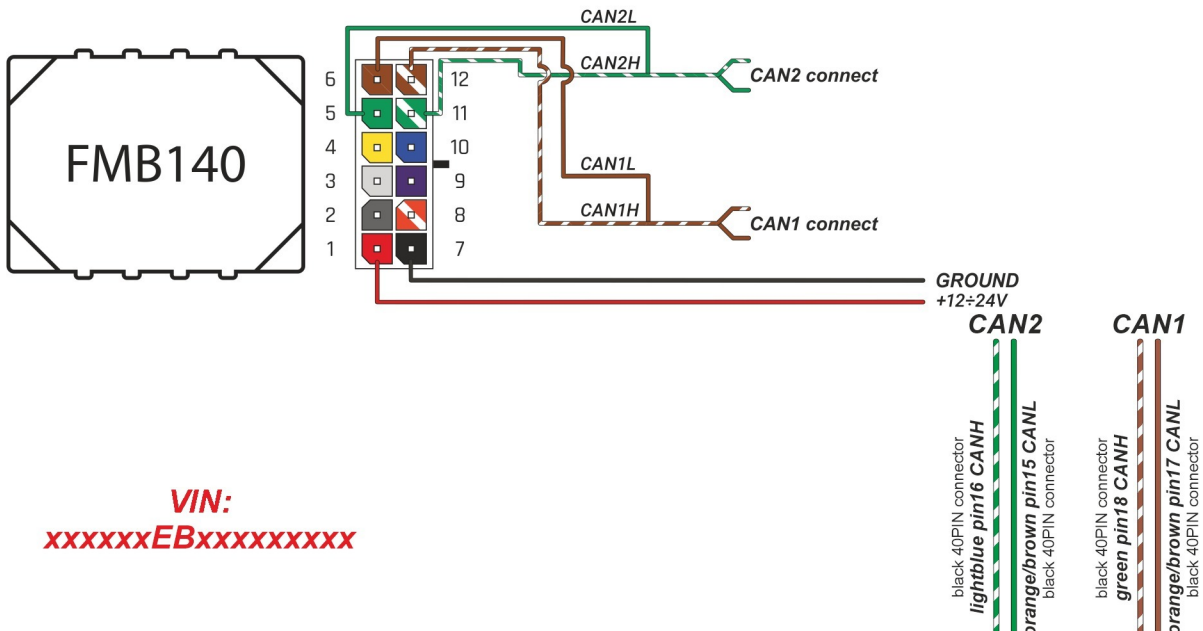 CAN2L
CAN2H
CAN2 connect
FMB140
6 12
5 11
4 10
3 9
2 8
1 7
CAN1L
CAN1H
CAN1 connect
GROUND
+12÷24V
CAN2
CAN1
black 40PIN connector
lightblue pin16 CANH
orange/brown pin15 CANL
black 40PIN connector
black 40PIN connector
green pin18 CANH
orange/brown pin17 CANL
black 40PIN connector
VIN:
xxxxxxEBxxxxxxxxx